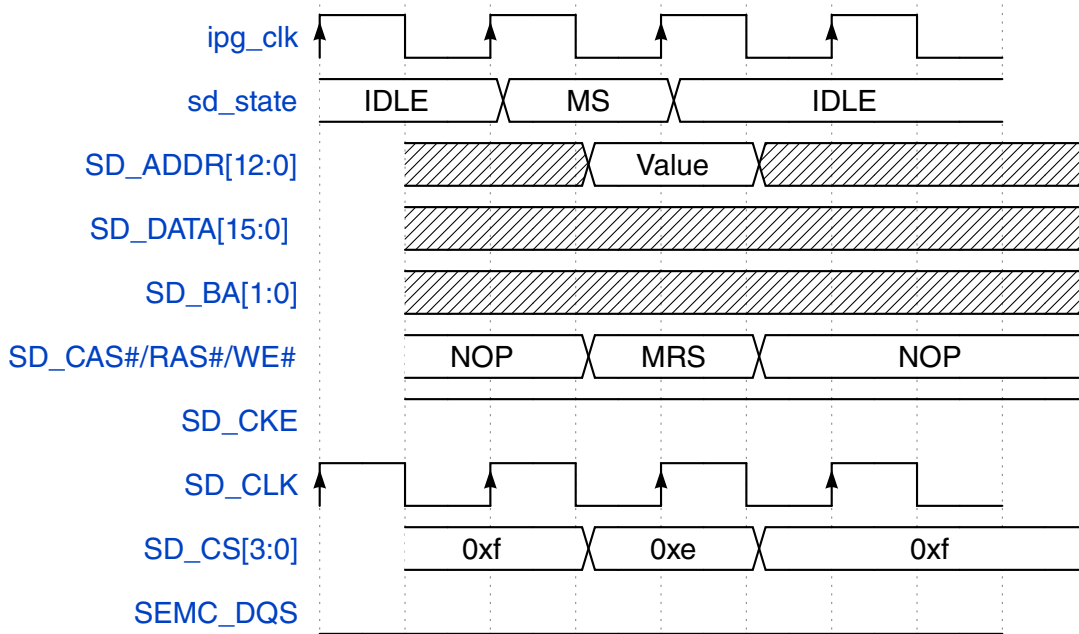 ipg_clk
sd_state IDLE MS IDLE
SD_ADDR[12:0] Value
SD_DATA[15:0]
SD_BA[1:0]
SD_CAS#/RAS#/WE# NOP MRS NOP
SD_CKE
SD_CLK
SD_CS[3:0] 0xf 0xe 0xf
SEMC_DQS